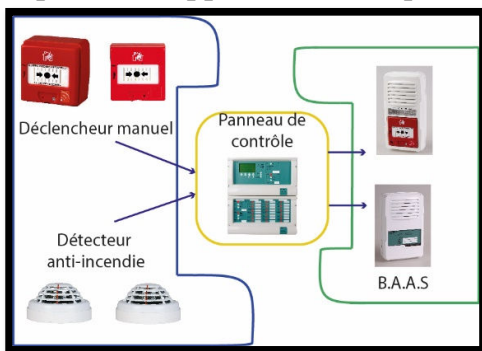 Déclencheur manuel
Panneau de
contrôle
Détecteur
anti-incendie
B.A.A.S